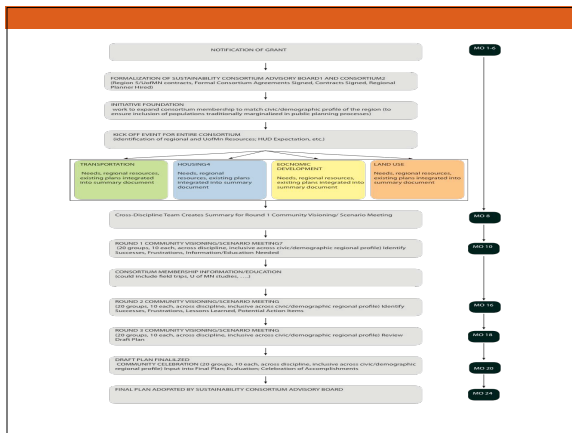 NOTIFICATION OF GRANT
MO 1-6
FORMALIZATION OF SUSTAINABILITY CONSORTIUM ADVISORY BOARD1 AND CONSORTIUM2
(Region 5/UofMN contracts, Formal Consortium Agreements Signed, Contracts Signed, Regional
Planner Hired)
INITIATIVE FOUNDATION
work to expand consortium membership to match civic/demographic profile of the region (to
ensure inclusion of populations traditionally marginalized in public planning processes)
KICK OFF EVENT FOR ENTIRE CONSORTIUM
(identification of regional and UofMn Resources; HUD Expectation, etc.)
TRANSPORTATION
Needs, regional resources,
existing plans integrated
into summary document
HOUSING4
Needs, regional
resources, existing plans
integrated into summary
document
EOCNOMIC
DEVELOPMENT
Needs, regional resources,
existing plans integrated
into summary document
LAND USE
Needs, regional resources,
existing plans integrated into
summary document
Cross-Discipline Team Creates Summary for Round 1 Community Visioning/ Scenario Meeting
MO 8
ROUND 1 COMMUNITY VISIONING/SCENARIO MEETING7
(20 groups, 10 each, across discipline, inclusive across civic/demographic regional profile) Identify
Successes, Frustrations, Information/Education Needed
MO 10
CONSORTIUM MEMBERSHIP INFORMATION/EDUCATION
(could include field trips, U of MN studies, ....)
ROUND 2 COMMUNITY VISIONING/SCENARIO MEETING
(20 groups, 10 each, across discipline, inclusive across civic/demographic regional profile) Identify
Successes, Frustrations, Lessons Learned, Potential Action Items
MO 16
ROUND 3 COMMUNITY VISIONING/SCENARIO MEETING
(20 groups, 10 each, across discipline, inclusive across civic/demographic regional profile) Review
Draft Plan
MO 18
DRAFT PLAN FINALILZED
COMMUNITY CELEBRATION (20 groups, 10 each, across discipline, inclusive across civic/demographic
regional profile) Input into Final Plan; Evaluation; Celebration of Accomplishments
MO 20
FINAL PLAN ADOPATED BY SUSTAINABILITY CONSORTIUM ADVISORY BOARD
MO 24